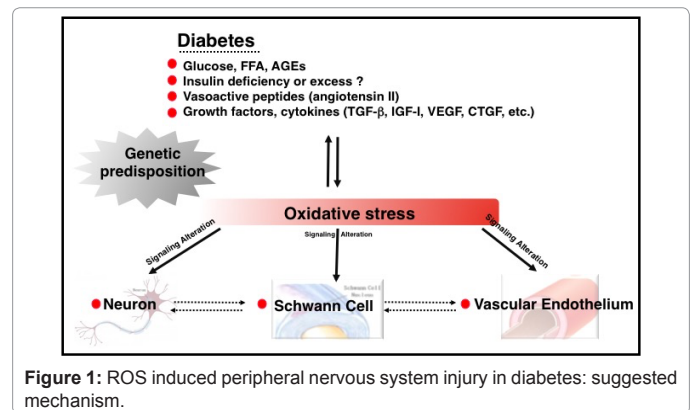 Diabetes
Glucose, FFA, AGEs
Insulin deficiency or excess ?
Vasoactive peptides (angiotensin II)
Growth factors, cytokines (TGF-β, IGF-I, VEGF, CTGF, etc.)
Genetic
predisposition
Oxidative stress
Signaling Alteration
Signaling Alteration
Signaling Alteration
Neuron
Schwann Cell
Schwann Cell
Vascular Endothelium
Figure 1: ROS induced peripheral nervous system injury in diabetes: suggested
mechanism.